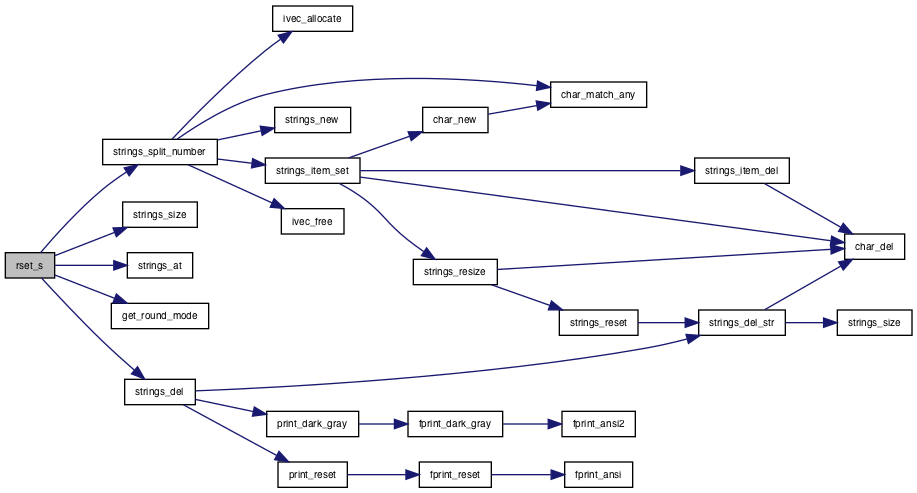 ivec_allocate
char_match_any
strings_new
char_new
strings_split_number
strings_item_set
strings_item_del
strings_size
ivec_free
char_del
rset_s
strings_at
strings_resize
get_round_mode
strings_reset
strings_del_str
strings_size
strings_del
print_dark_gray
fprint_dark_gray
fprint_ansi2
print_reset
fprint_reset
fprint_ansi